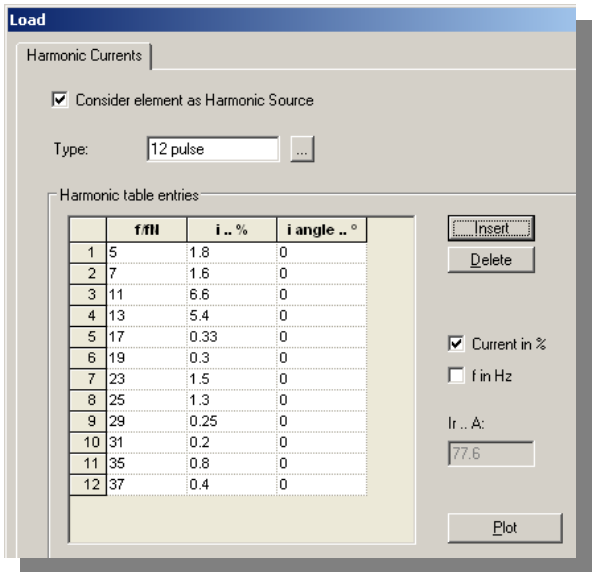 Load
Harmonic Currents
Consider element as Harmonic Source
Type: 12 pulse ...
Harmonic table entries
f/fN i .. % i angle .. °
1 5 1.8 0
2 7 1.6 0
3 11 6.6 0
4 13 5.4 0
5 17 0.33 0
6 19 0.3 0
7 23 1.5 0
8 25 1.3 0
9 29 0.25 0
10 31 0.2 0
11 35 0.8 0
12 37 0.4 0
Insert
Delete
Current in %
f in Hz
Ir .. A:
77.6
Plot